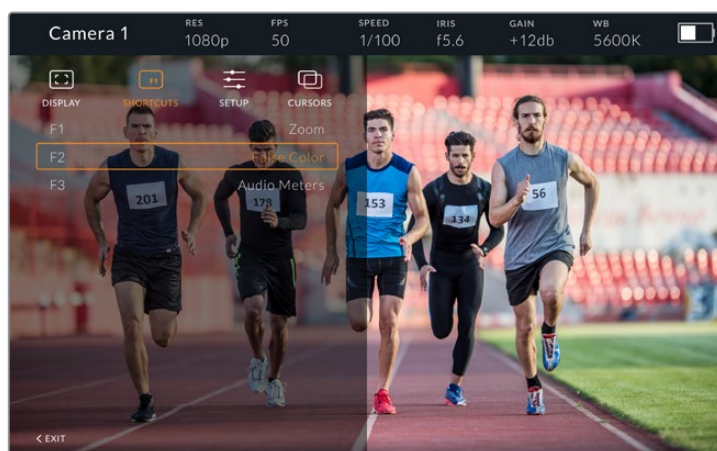 Camera 1
RES FPS SPEED IRIS GAIN WB
1080p 50 1/100 f5.6 +12db 5600K
F1
DISPLAY SHORTCUTS SETUP CURSORS
F1 Zoom
F2 False Color
F3 Audio Meters
201 178 153 134 56
< EXIT